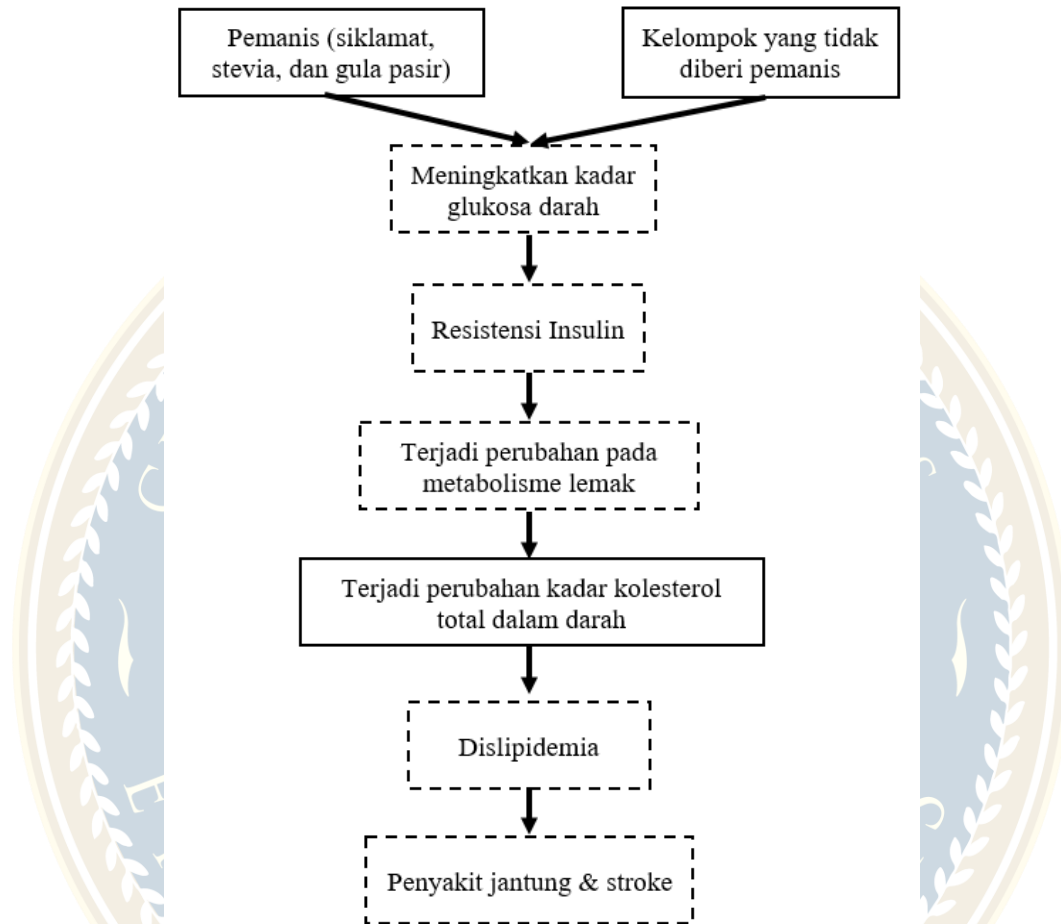 Pemanis (siklamat,
stevia, dan gula pasir)
Kelompok yang tidak
diberi pemanis
Meningkatkan kadar
glukosa darah
Resistensi Insulin
Terjadi perubahan pada
metabolisme lemak
Terjadi perubahan kadar kolesterol
total dalam darah
Dislipidemia
Penyakit jantung & stroke